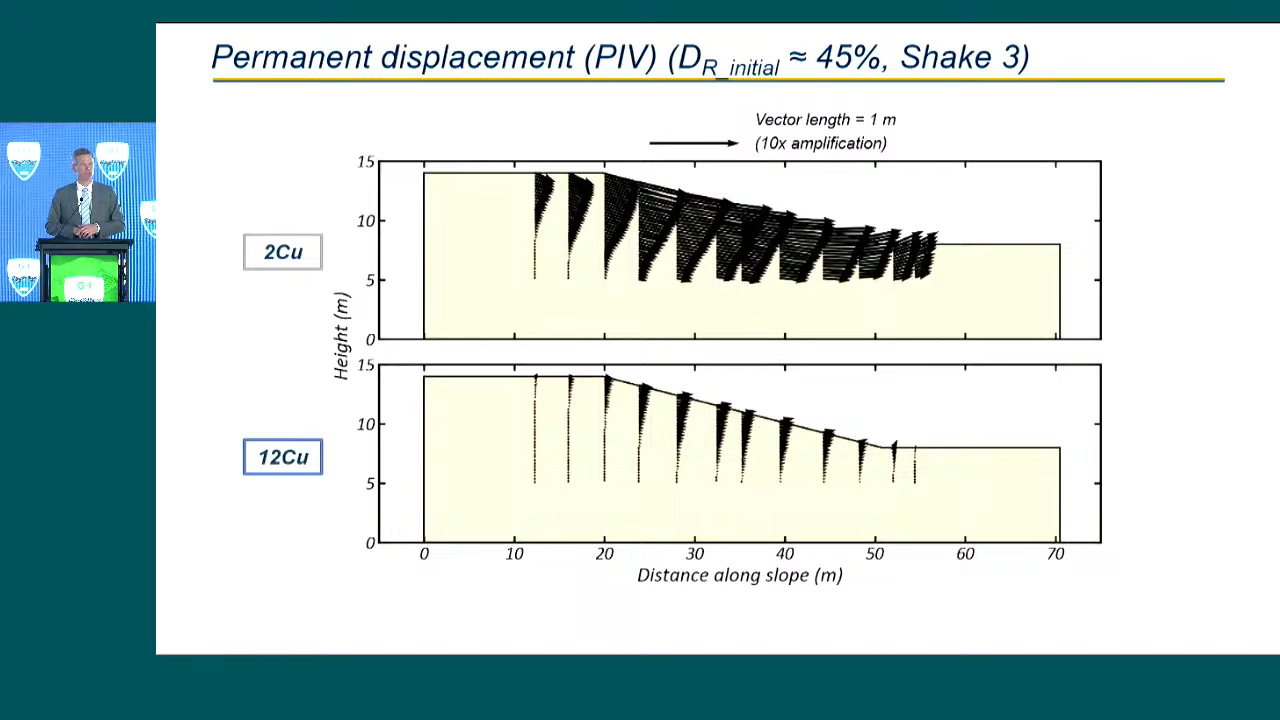 Permanent displacement (PIV) (DR_initial ≈ 45%, Shake 3)
Vector length = 1 m
(10x amplification)
15
10
5
0
2Cu
Height (m)
15
10
5
0
12Cu
0 10 20 30 40 50 60 70
Distance along slope (m)
G-I